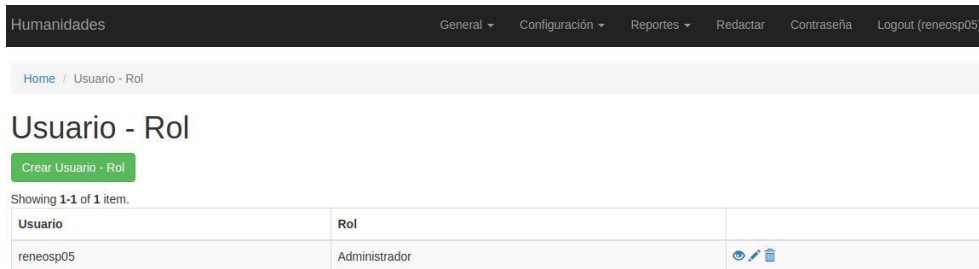 Humanidades General Configuración Reportes Redactar Contraseña Logout (reneosp05)
Home / Usuario - Rol
Usuario - Rol
Crear Usuario - Rol
Showing 1-1 of 1 item.
Usuario Rol
reneosp05 Administrador